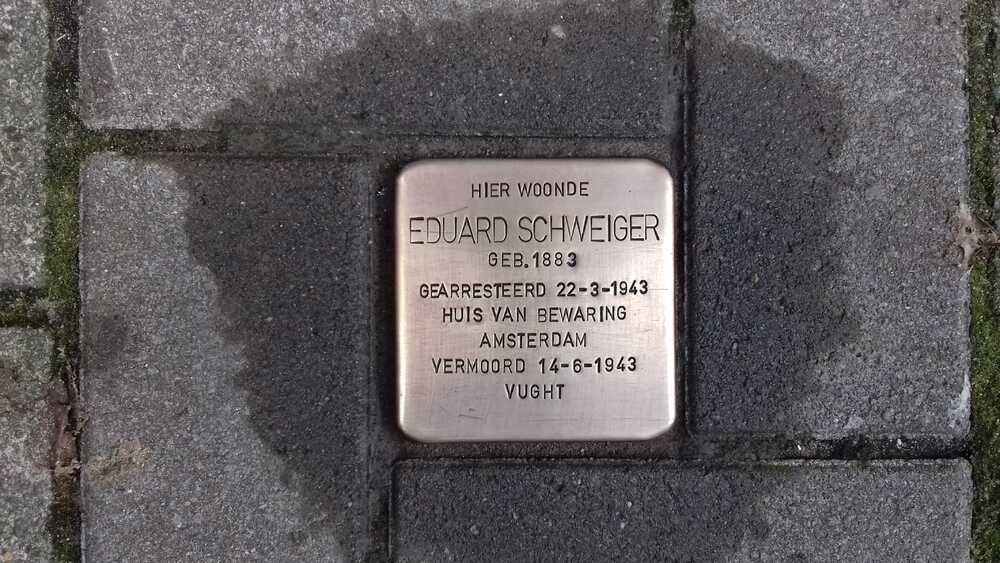 HIER WOONDE
EDUARD SCHWEIGER
GEB.1883
GEARRESTEERD 22-3-1943
HUIS VAN BEWARING
AMSTERDAM
VERMOORD 14-6-1943
VUGHT